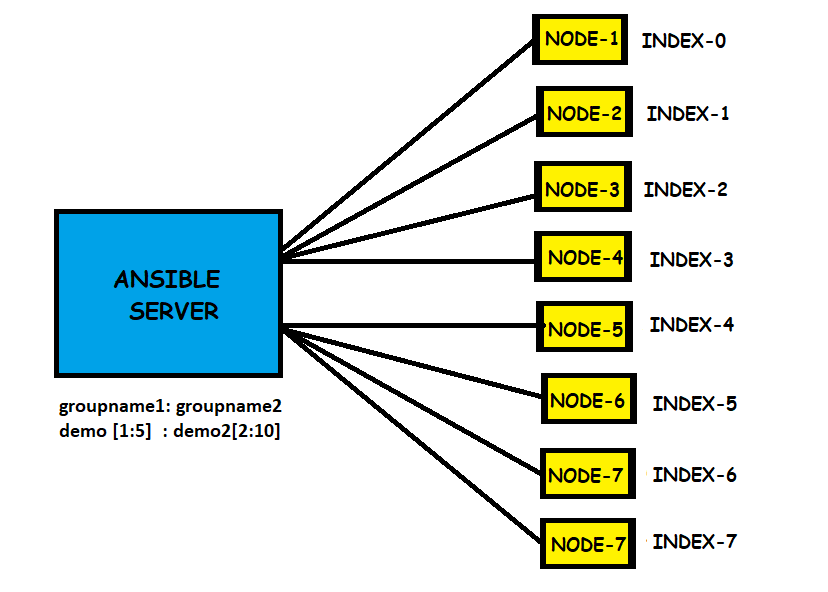 NODE-1 INDEX-0
NODE-2 INDEX-1
NODE-3 INDEX-2
NODE-4 INDEX-3
NODE-5 INDEX-4
NODE-6 INDEX-5
NODE-7 INDEX-6
NODE-7 INDEX-7
ANSIBLE
SERVER
groupname1: groupname2
demo [1:5] : demo2[2:10]